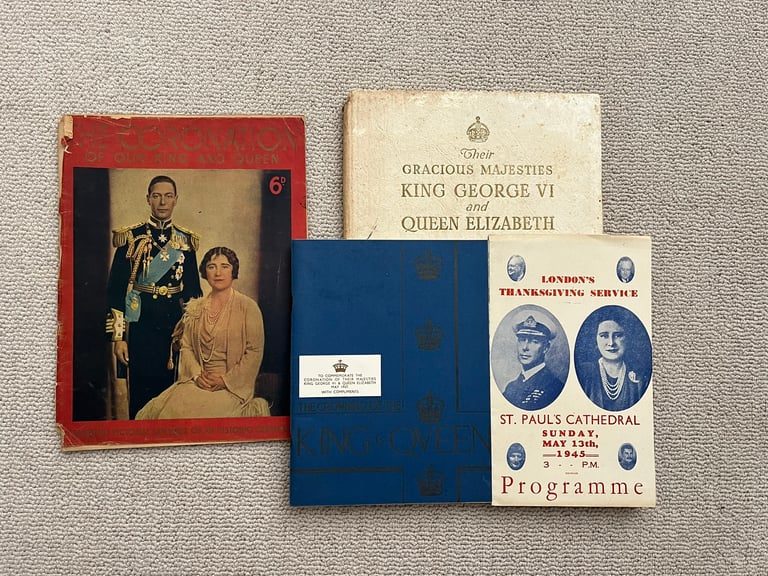 THE CORONATION
OF OUR KING AND QUEEN
6D
Their
GRACIOUS MAJESTIES
KING GEORGE VI
and
QUEEN ELIZABETH
TO COMMEMORATE THE
CORONATION OF THEIR MAJESTIES
KING GEORGE VI & QUEEN ELIZABETH
MAY 1937
WITH COMPLIMENTS
KING & QUEEN
LONDON'S
THANKSGIVING SERVICE
ST. PAUL'S CATHEDRAL
SUNDAY,
MAY 13th,
1945
3 - - P.M.
Programme